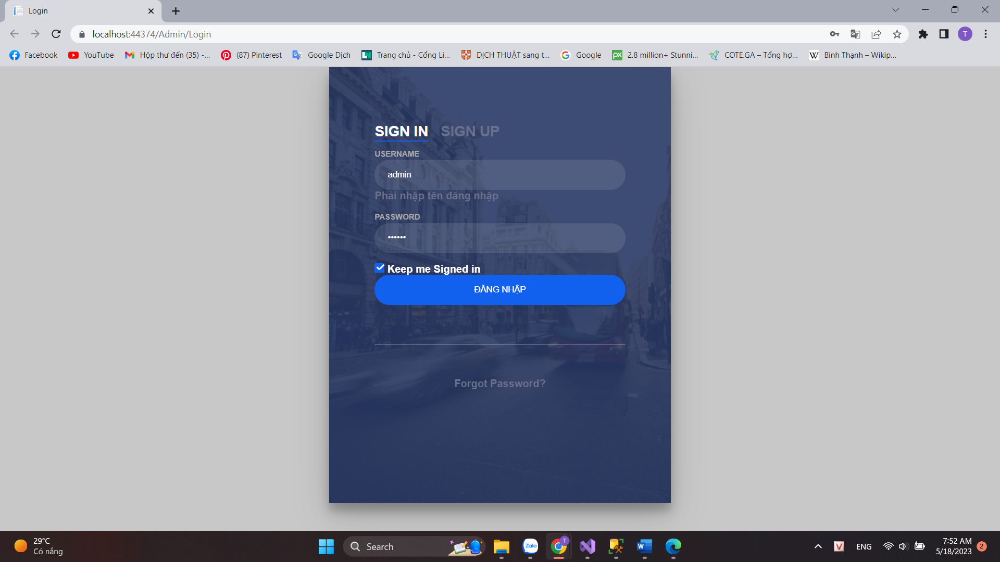 Login
localhost:44374/Admin/Login
T
Facebook
YouTube
Hộp thư đến (35) -...
(87) Pinterest
Google Dịch
Trang chủ - Cổng Li...
DỊCH THUẬT sang t...
Google
2.8 million+ Stunni...
COTE.GA – Tổng hợ...
Bình Thạnh – Wikip...
SIGN IN SIGN UP
USERNAME
admin
Phải nhập tên đăng nhập
PASSWORD
Keep me Signed in
ĐĂNG NHẬP
Forgot Password?
29°C
Có nắng
Search
Zalo
T
ENG
7:52 AM
5/18/2023
2